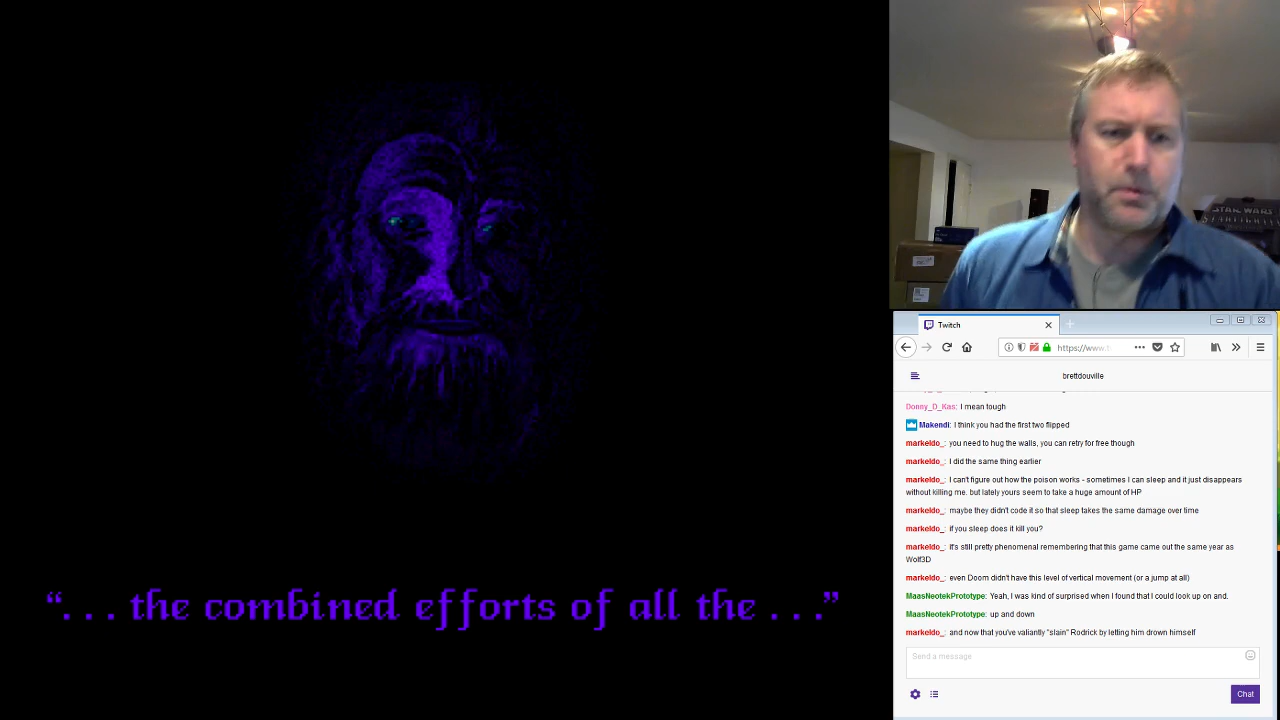 “. . . the combined efforts of all the . . .”
STAR WARS
Twitch
https://www.t
brettdouville
Donny_D_Kas: I mean tough
Makendi: I think you had the first two flipped
markeldo_: you need to hug the walls, you can retry for free though
markeldo_: I did the same thing earlier
markeldo_: I can't figure out how the poison works - sometimes I can sleep and it just disappears
without killing me. but lately yours seem to take a huge amount of HP
markeldo_: maybe they didn't code it so that sleep takes the same damage over time
markeldo_: if you sleep does it kill you?
markeldo_: it's still pretty phenomenal remembering that this game came out the same year as
Wolf3D
markeldo_: even Doom didn't have this level of vertical movement (or a jump at all)
MaasNeotekPrototype: Yeah, I was kind of surprised when I found that I could look up on and.
MaasNeotekPrototype: up and down
markeldo_: and now that you've valiantly "slain" Rodrick by letting him drown himself
Send a message
Chat